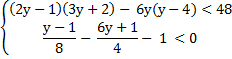 (2y − 1)(3y + 2) − 6y(y − 4) < 48
y − 1/8 − 6y + 1/4 − 1 < 0